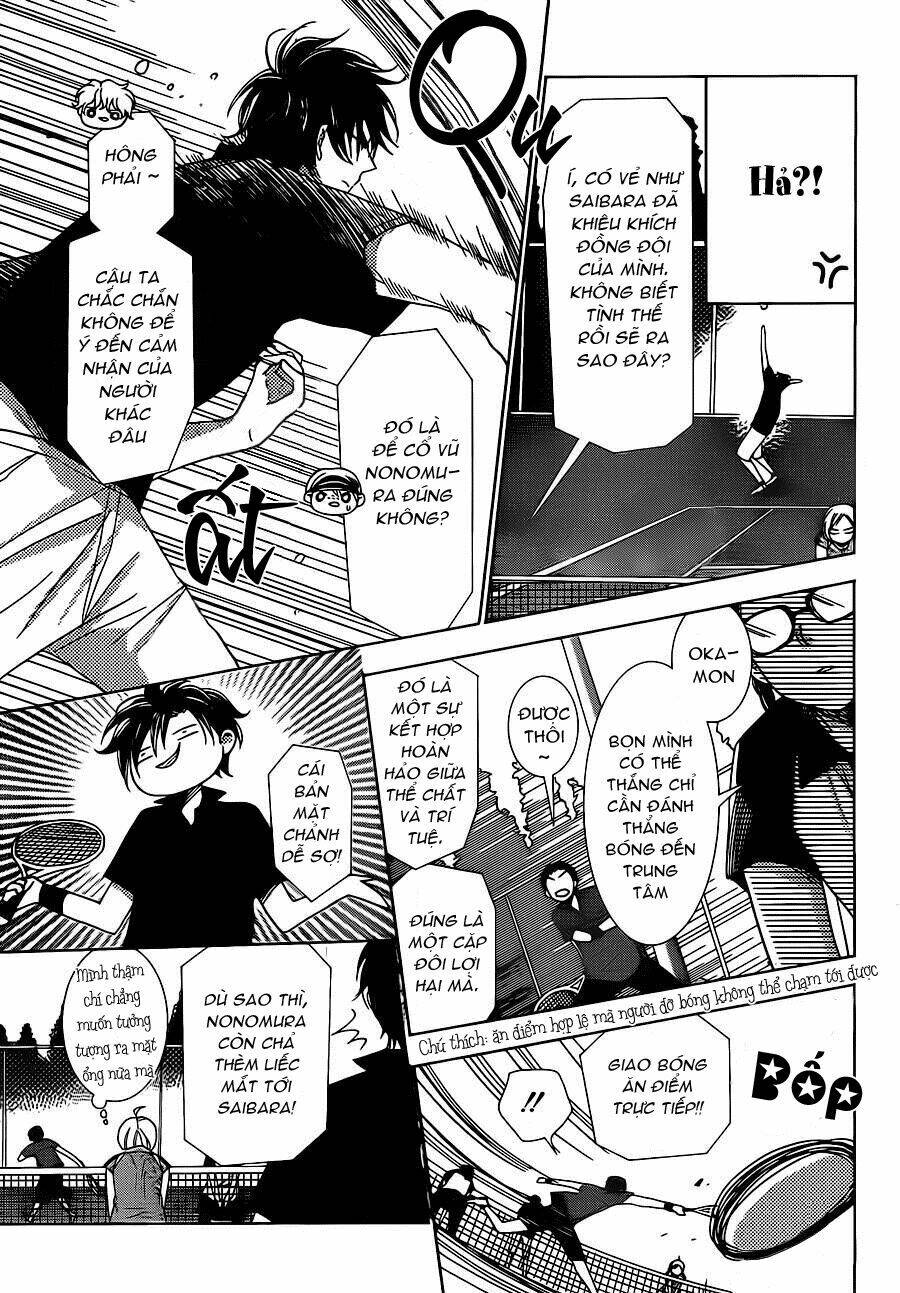 Hả?!
Í, CÓ VẺ NHƯ
SAIBARA ĐÃ
KHIÊU KHÍCH
ĐỒNG ĐỘI
CỦA MÌNH.
KHÔNG BIẾT
TÌNH THẾ
RỒI SẼ RA
SAO ĐÂY?
QU
ẤT
ĐÓ LÀ
ĐỂ CỔ VŨ
NONOMU-
RA ĐÚNG
KHÔNG?
HÔNG
PHẢI ~
CẬU TA
CHẮC CHẮN
KHÔNG ĐỂ
Ý ĐẾN CẢM
NHẬN CỦA
NGƯỜI
KHÁC
ĐÂU
OKA-
MON
BỌN MÌNH
CÓ THỂ
THẮNG CHỈ
CẦN ĐÁNH
THẮNG
BÓNG ĐẾN
TRUNG
TÂM
ĐƯỢC
THÔI ~
ĐÓ LÀ
MỘT SỰ
KẾT HỢP
HOÀN
HẢO GIỮA
THỂ CHẤT
VÀ TRÍ
TUỆ.
ĐÚNG LÀ
MỘT CẶP
ĐÔI LỢI
HẠI MÀ.
CÁI
BẢN
MẶT
CHẢNH
DỄ SỢ!
Chú thích: ăn điểm hợp lệ mà người đỡ bóng không thể chạm tới được
BỐP
GIAO BÓNG
ĂN ĐIỂM
TRỰC TIẾP!!
!!
DÙ SAO THÌ,
NONOMURA
CÒN CHẢ
THÈM LIẾC
MẮT TỚI
SAIBARA!
Mình thậm
chí chẳng
muốn tưởng
tượng ra mặt
ổng nữa mà